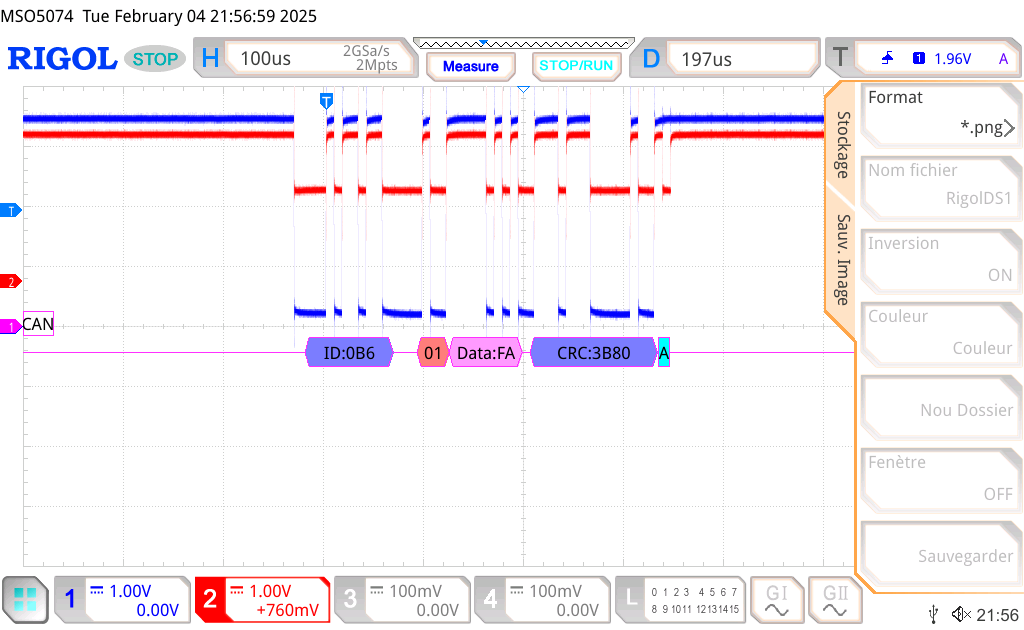 MSO5074 Tue February 04 21:56:59 2025
RIGOL STOP H 100us 2GSa/s 2Mpts Measure STOP/RUN D 197us T 1 1.96V A
T
Stockage
Sauv. Image
Format
*.png
Nom fichier
RigolDS1
Inversion
ON
Couleur
Couleur
Nou Dossier
Fenètre
OFF
Sauvegarder
T
2
1
CAN
ID:0B6 01 Data:FA CRC:3B80 A
1 1.00V 0.00V
2 1.00V +760mV
3 100mV 0.00V
4 100mV 0.00V
L 0 1 2 3 4 5 6 7
8 9 10 11 12 13 14 15
GI
GII
21:56